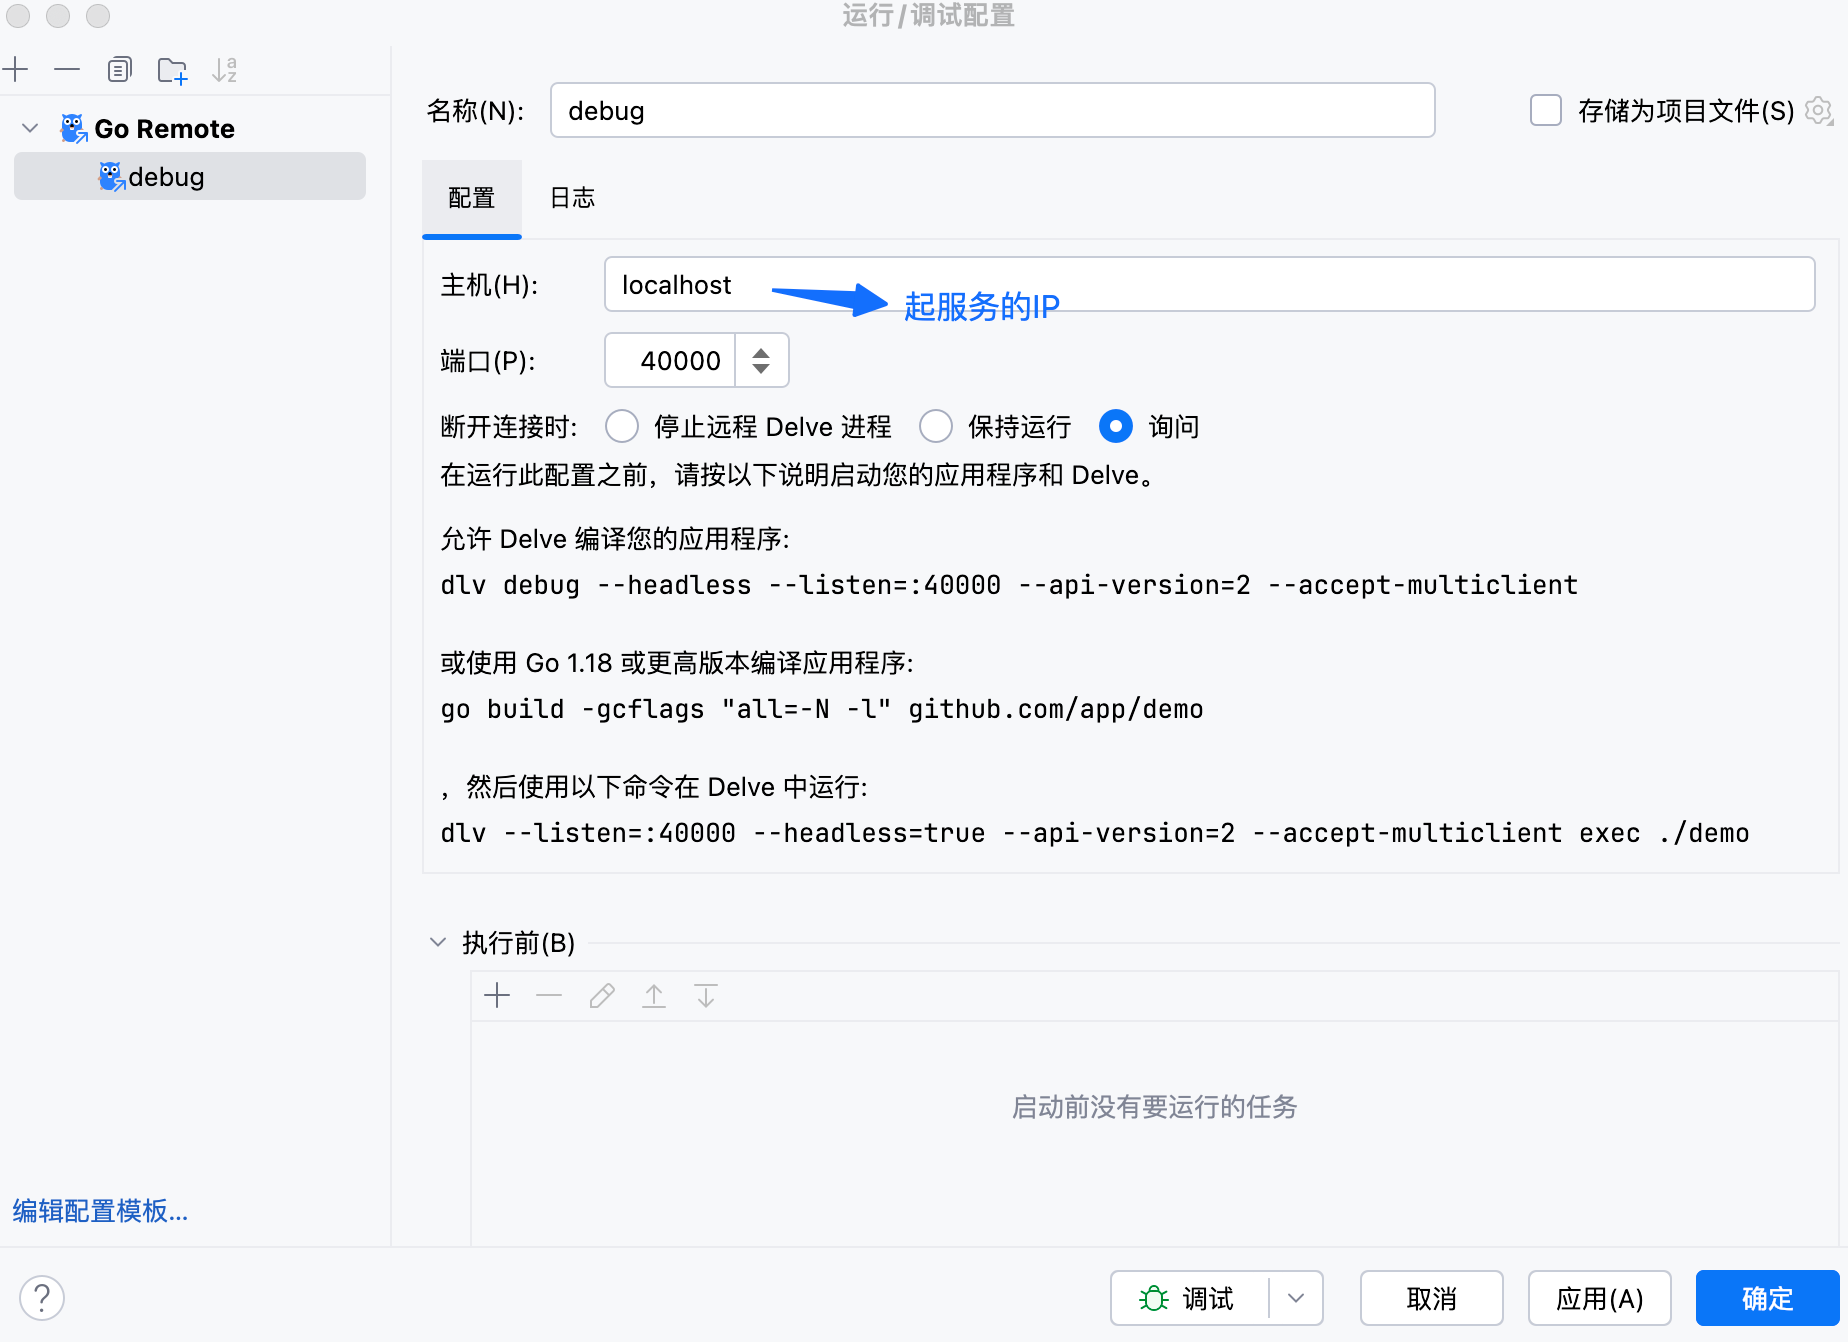 运行/调试配置
Go Remote
debug
名称(N):
debug
存储为项目文件(S)
配置
日志
主机(H):
localhost
起服务的IP
端口(P):
40000
断开连接时:
停止远程 Delve 进程
保持运行
询问
在运行此配置之前，请按以下说明启动您的应用程序和 Delve。
允许 Delve 编译您的应用程序:
dlv debug --headless --listen=:40000 --api-version=2 --accept-multiclient
或使用 Go 1.18 或更高版本编译应用程序:
go build -gcflags "all=-N -l" github.com/app/demo
，然后使用以下命令在 Delve 中运行:
dlv --listen=:40000 --headless=true --api-version=2 --accept-multiclient exec ./demo
执行前(B)
启动前没有要运行的任务
编辑配置模板...
?
调试
取消
应用(A)
确定